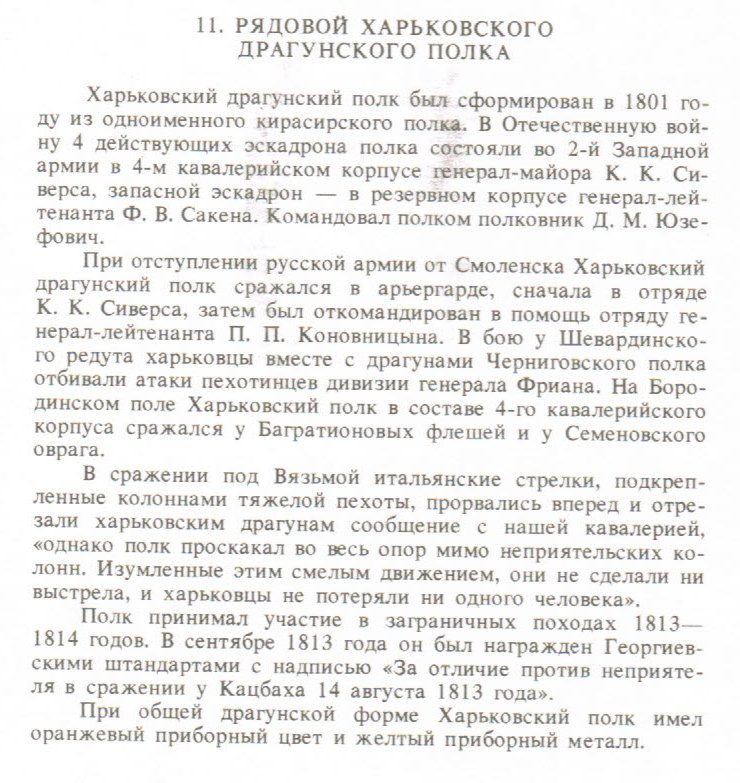 11. РЯДОВОЙ ХАРЬКОВСКОГО
ДРАГУНСКОГО ПОЛКА
Харьковский драгунский полк был сформирован в 1801 го-
ду из одноименного кирасирского полка. В Отечественную вой-
ну 4 действующих эскадрона полка состояли во 2-й Западной
армии в 4-м кавалерийском корпусе генерал-майора К. К. Си-
верса, запасной эскадрон — в резервном корпусе генерал-лей-
тенанта Ф. В. Сакена. Командовал полком полковник Д. М. Юзе-
фович.
При отступлении русской армии от Смоленска Харьковский
драгунский полк сражался в арьергарде, сначала в отряде
К. К. Сиверса, затем был откомандирован в помощь отряду ге-
нерал-лейтенанта П. П. Коновницына. В бою у Шевардинско-
го редута харьковцы вместе с драгунами Черниговского полка
отбивали атаки пехотинцев дивизии генерала Фриана. На Боро-
динском поле Харьковский полк в составе 4-го кавалерийского
корпуса сражался у Багратионовых флешей и у Семеновского
оврага.
В сражении под Вязьмой итальянские стрелки, подкреп-
ленные колоннами тяжелой пехоты, прорвались вперед и отре-
зали харьковским драгунам сообщение с нашей кавалерией,
«однако полк проскакал во весь опор мимо неприятельских ко-
лонн. Изумленные этим смелым движением, они не сделали ни
выстрела, и харьковцы не потеряли ни одного человека».
Полк принимал участие в заграничных походах 1813—
1814 годов. В сентябре 1813 года он был награжден Георгиев-
скими штандартами с надписью «За отличие против неприяте-
ля в сражении у Кацбаха 14 августа 1813 года».
При общей драгунской форме Харьковский полк имел
оранжевый приборный цвет и желтый приборный металл.